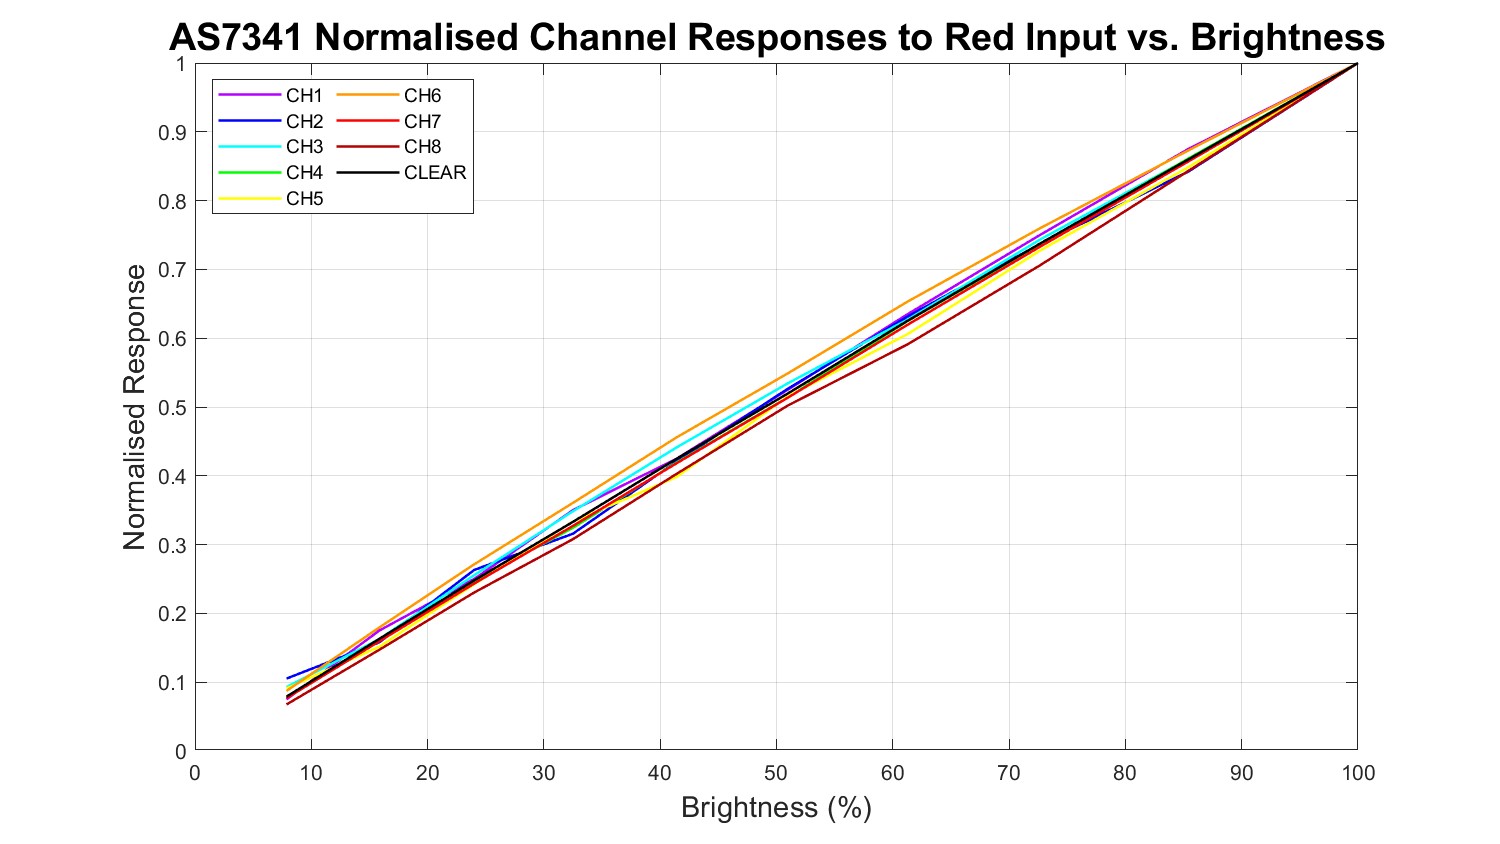 AS7341 Normalised Channel Responses to Red Input vs. Brightness
CH1 CH6
CH2 CH7
CH3 CH8
CH4 CLEAR
CH5
Normalised Response
1
0.9
0.8
0.7
0.6
0.5
0.4
0.3
0.2
0.1
0
0 10 20 30 40 50 60 70 80 90 100
Brightness (%)